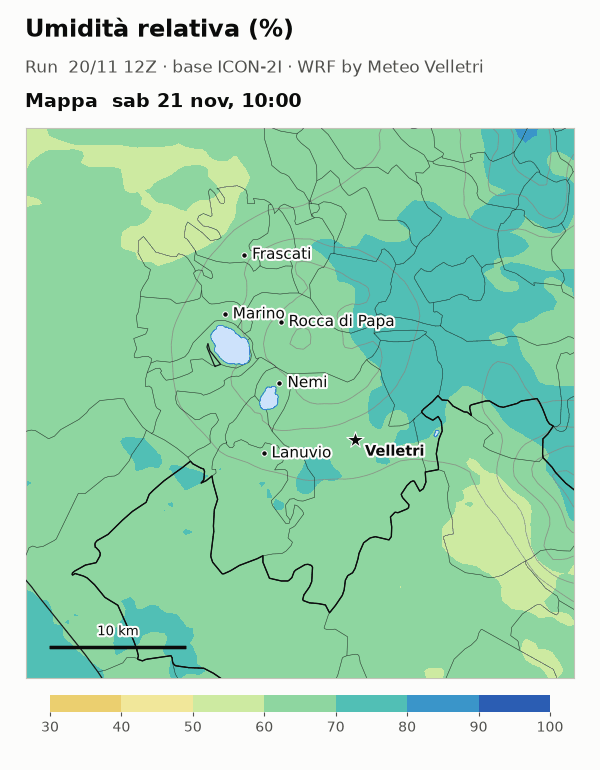 Umidità relativa (%)
Run  20/11 12Z · base ICON-2I · WRF by Meteo Velletri
Mappa  sab 21 nov, 10:00
Frascati
Marino
Rocca di Papa
Nemi
Velletri
Lanuvio
10 km
30 40 50 60 70 80 90 100